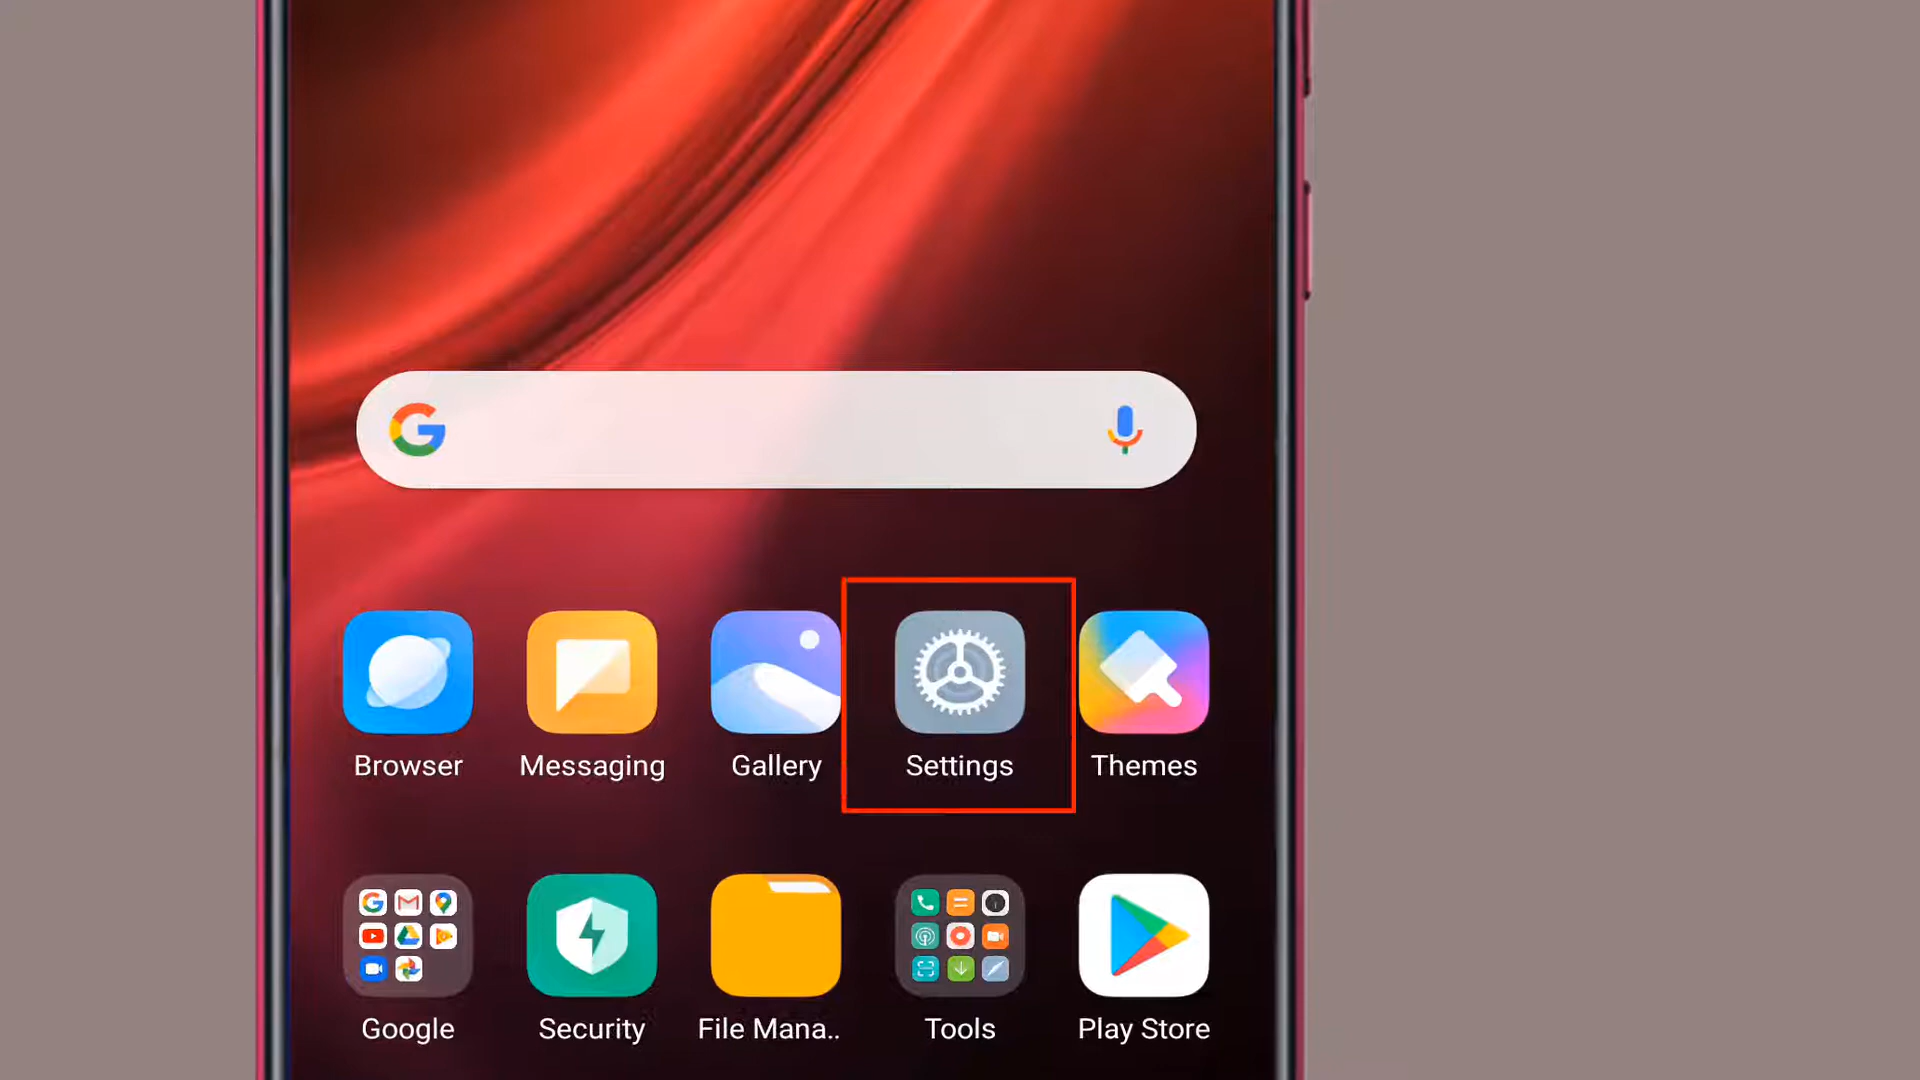 Browser
Messaging
Gallery
Settings
Themes
Google
Security
File Mana..
Tools
Play Store